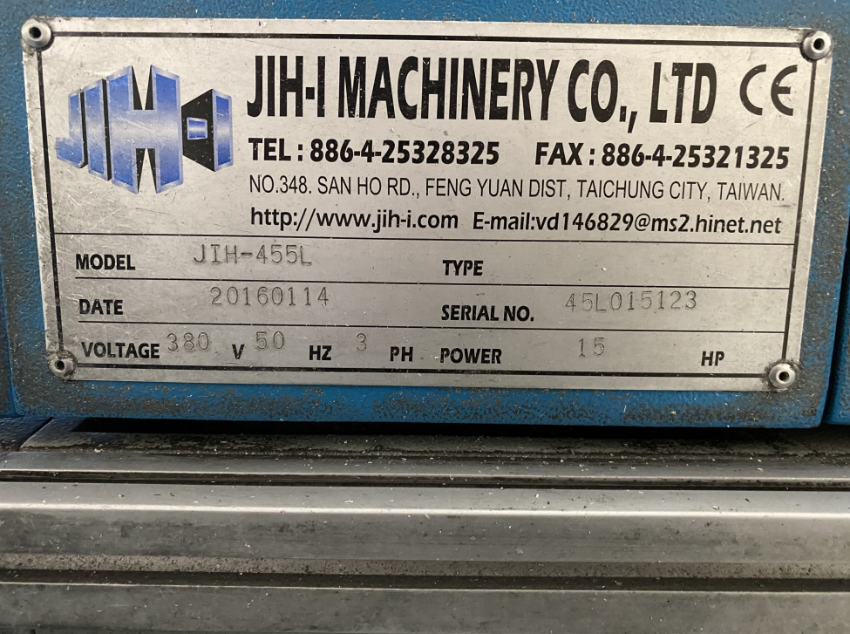 JIH-I
JIH-I MACHINERY CO., LTD CE
TEL : 886-4-25328325 FAX : 886-4-25321325
NO.348. SAN HO RD., FENG YUAN DIST, TAICHUNG CITY, TAIWAN.
http://www.jih-i.com E-mail:vd146829@ms2.hinet.net
MODEL JIH-455L TYPE
DATE 20160114 SERIAL NO. 45L015123
VOLTAGE 380 V 50 HZ 3 PH POWER 15 HP